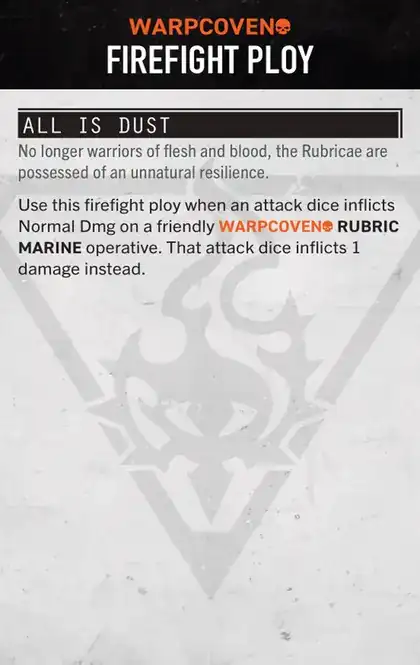 WARPCOVEN
FIREFIGHT PLOY
ALL IS DUST
No longer warriors of flesh and blood, the Rubricae are
possessed of an unnatural resilience.
Use this firefight ploy when an attack dice inflicts
Normal Dmg on a friendly WARPCOVEN RUBRIC
MARINE operative. That attack dice inflicts 1
damage instead.